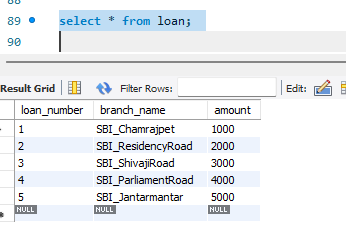 88
89 select * from loan;
90
Result Grid Filter Rows: Edit:
loan_number branch_name amount
1 SBI_Chamrajpet 1000
2 SBI_ResidencyRoad 2000
3 SBI_ShivajiRoad 3000
4 SBI_ParliamentRoad 4000
5 SBI_Jantarmantar 5000
NULL NULL NULL